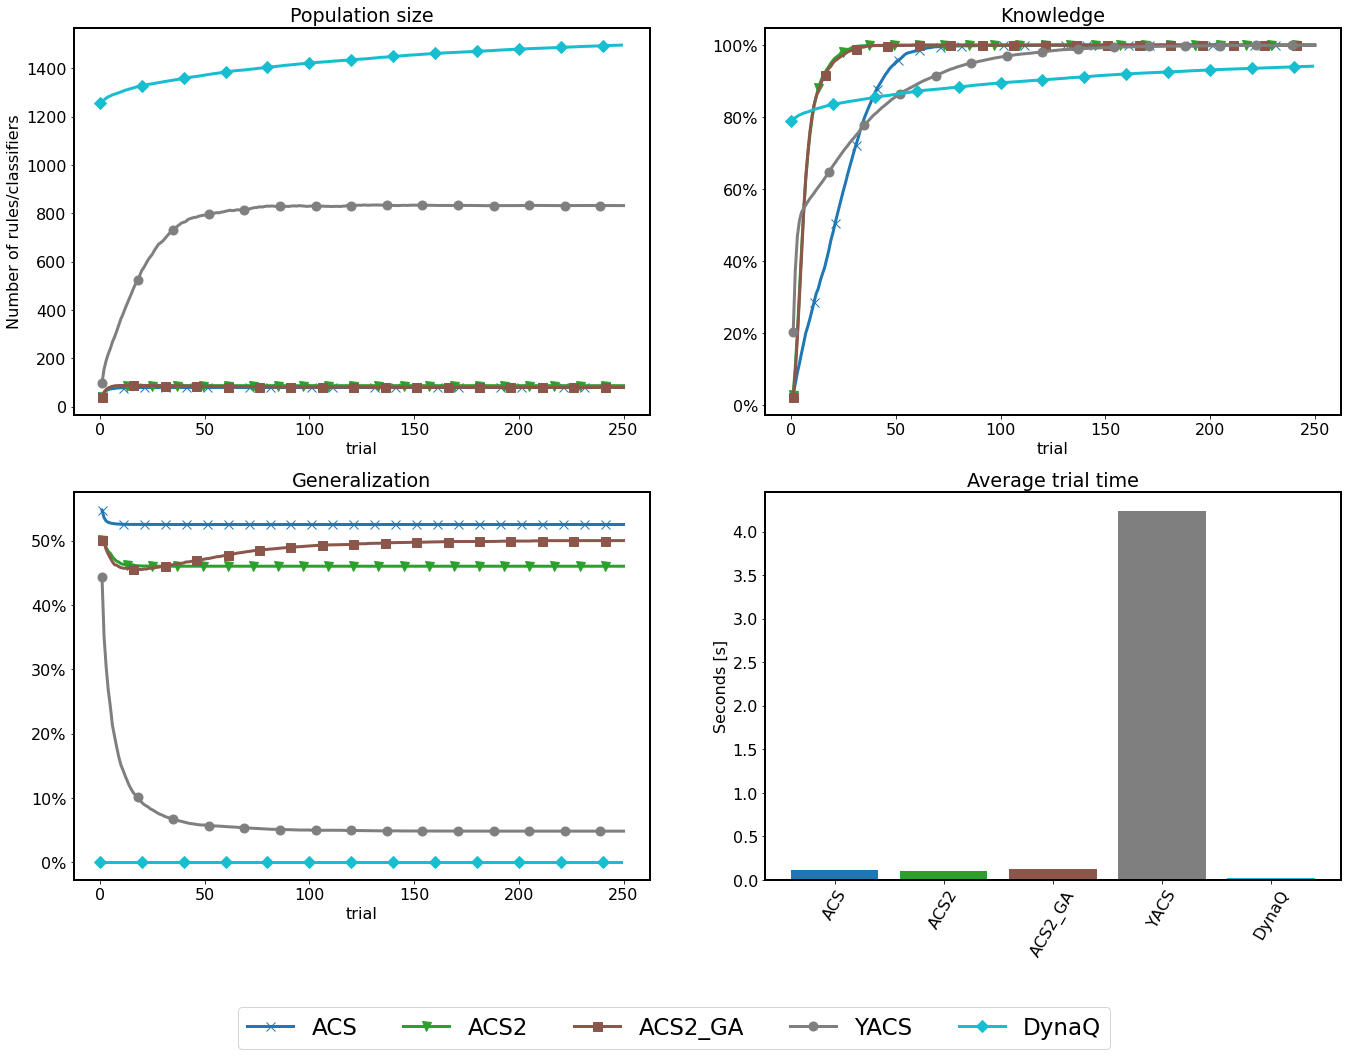 Population size
Number of rules/classifiers
1400
1200
1000
800
600
400
200
0
0 50 100 150 200 250
trial
Knowledge
100%
80%
60%
40%
20%
0%
0 50 100 150 200 250
trial
Generalization
50%
40%
30%
20%
10%
0%
0 50 100 150 200 250
trial
Average trial time
Seconds [s]
4.0
3.5
3.0
2.5
2.0
1.5
1.0
0.5
0.0
ACS ACS2 ACS2_GA YACS DynaQ
ACS ACS2 ACS2_GA YACS DynaQ